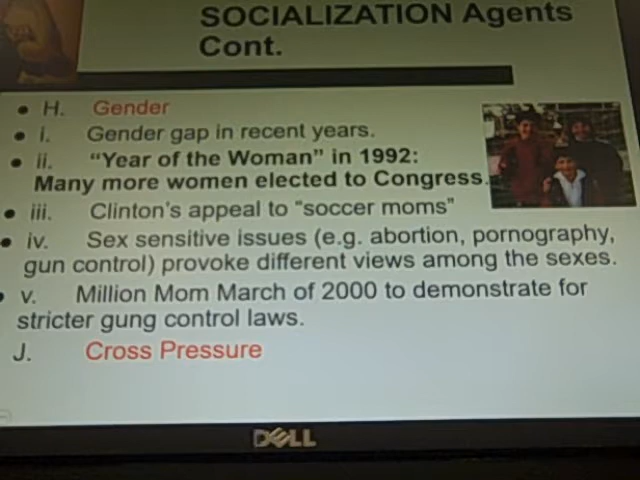 SOCIALIZATION Agents
Cont.
• H. Gender
• i. Gender gap in recent years.
• ii. “Year of the Woman” in 1992:
Many more women elected to Congress.
• iii. Clinton’s appeal to “soccer moms”
• iv. Sex sensitive issues (e.g. abortion, pornography,
gun control) provoke different views among the sexes.
• v. Million Mom March of 2000 to demonstrate for
stricter gung control laws.
J. Cross Pressure
DELL